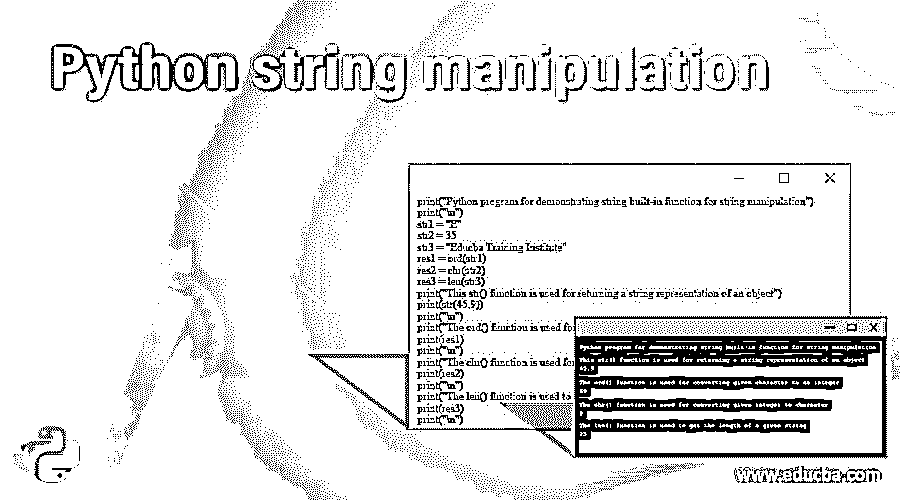 Python string manipulation
print("Python program for demonstrating string built-in function for string manipulation")
print("\n")
str1 = "E"
str2 = 35
str3 = "Educba Training Institute"
res1 = ord(str1)
res2 = chr(str2)
res3 = len(str3)
print("This str() function is used for returning a string representation of an object")
print(str(45.9))
print("\n")
print("The ord() function is used for
print(res1)
print("\n")
print("The chr() function is used for
print(res2)
print("\n")
print("The len() function is used to
print(res3)
print("\n")
Python program for demonstrating string built-in function for string manipulation
This str() function is used for returning a string representation of an object
45.9
The ord() function is used for converting given character to an integer
69
The chr() function is used for converting given integer to character
The len() function is used to get the length of a given string
25
www.educba.com